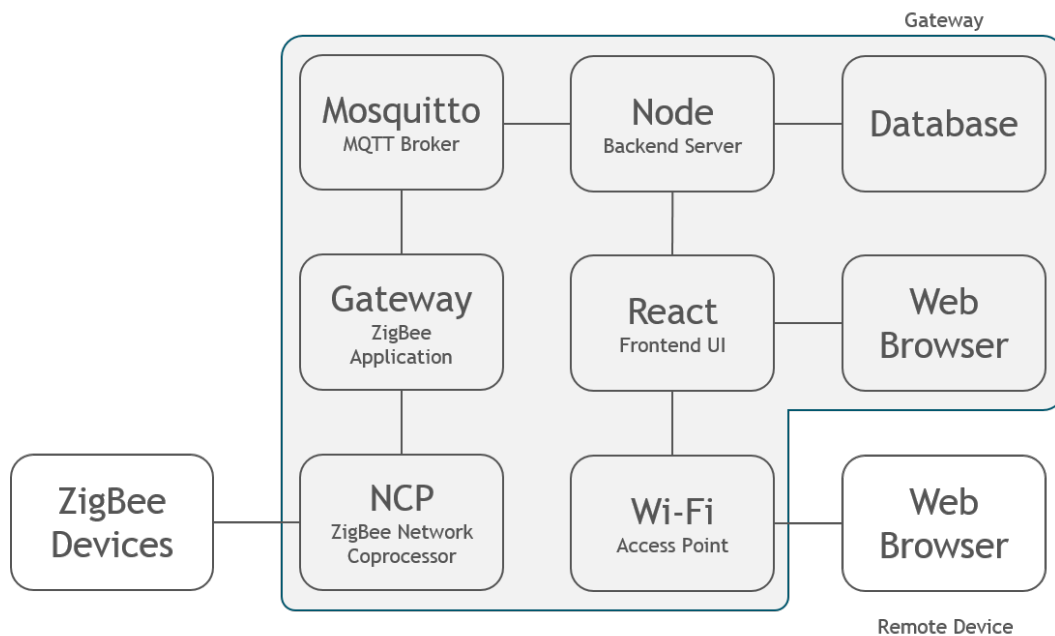 Gateway
Mosquitto
MQTT Broker
Node
Backend Server
Database
Gateway
ZigBee
Application
React
Frontend UI
Web
Browser
ZigBee
Devices
NCP
ZigBee Network
Coprocessor
Wi-Fi
Access Point
Web
Browser
Remote Device